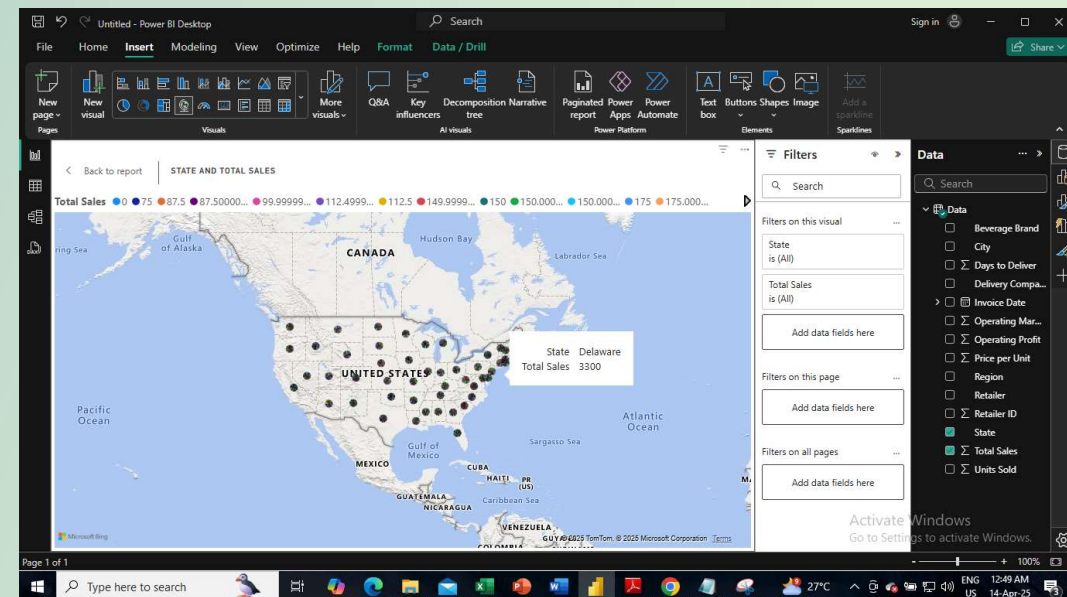 Untitled - Power BI Desktop
Search
Sign in
File Home Insert Modeling View Optimize Help Format Data / Drill
Share
New page
New visual
More visuals
Q&A
Key influencers
Decomposition tree
Narrative
Paginated report
Power Apps
Power Automate
Text box
Buttons
Shapes
Image
Add a sparkline
Pages
Visuals
AI visuals
Power Platform
Elements
Sparklines
Back to report
STATE AND TOTAL SALES
Total Sales 0 75 87.5 87.50000... 99.99999... 112.4999... 112.5 149.9999... 150 150.000... 150.000... 175 175.000...
ring Sea
Gulf of Alaska
CANADA
Hudson Bay
Labrador Sea
UNITED STATES
State Delaware
Total Sales 3300
Pacific Ocean
Atlantic Ocean
Sargasso Sea
Gulf of Mexico
MEXICO
CUBA
HAITI
PR (US)
GUATEMALA
NICARAGUA
Caribbean Sea
VENEZUELA
COLOMBIA
Microsoft Bing
© 2025 TomTom, © 2025 Microsoft Corporation Terms
Filters
Search
Filters on this visual
State
is (All)
Total Sales
is (All)
Add data fields here
Filters on this page
Add data fields here
Filters on all pages
Add data fields here
Data
Search
Data
Beverage Brand
City
Σ Days to Deliver
Delivery Compa...
Invoice Date
Σ Operating Mar...
Σ Operating Profit
Σ Price per Unit
Region
Retailer
Σ Retailer ID
State
Σ Total Sales
Σ Units Sold
Activate Windows
Go to Settings to activate Windows.
Page 1 of 1
100%
Type here to search
27°C
ENG
US
12:49 AM
14-Apr-25